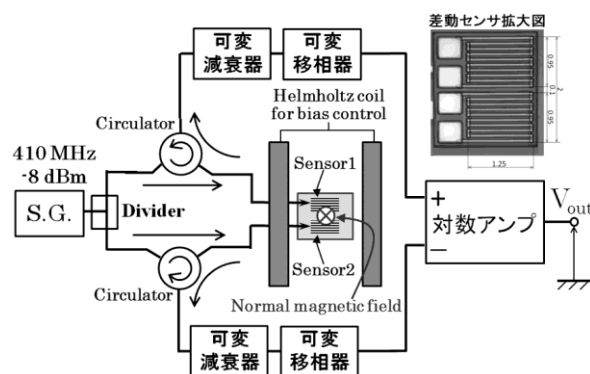 差動センサ拡大図
0.95
0.1
2
0.95
1.25
可変
減衰器
可変
移相器
Helmholtz coil
for bias control
Circulator
410 MHz
-8 dBm
S.G.
Divider
Sensor1
Sensor2
+
対数アンプ
−
Vout
Circulator
Normal magnetic field
可変
減衰器
可変
移相器